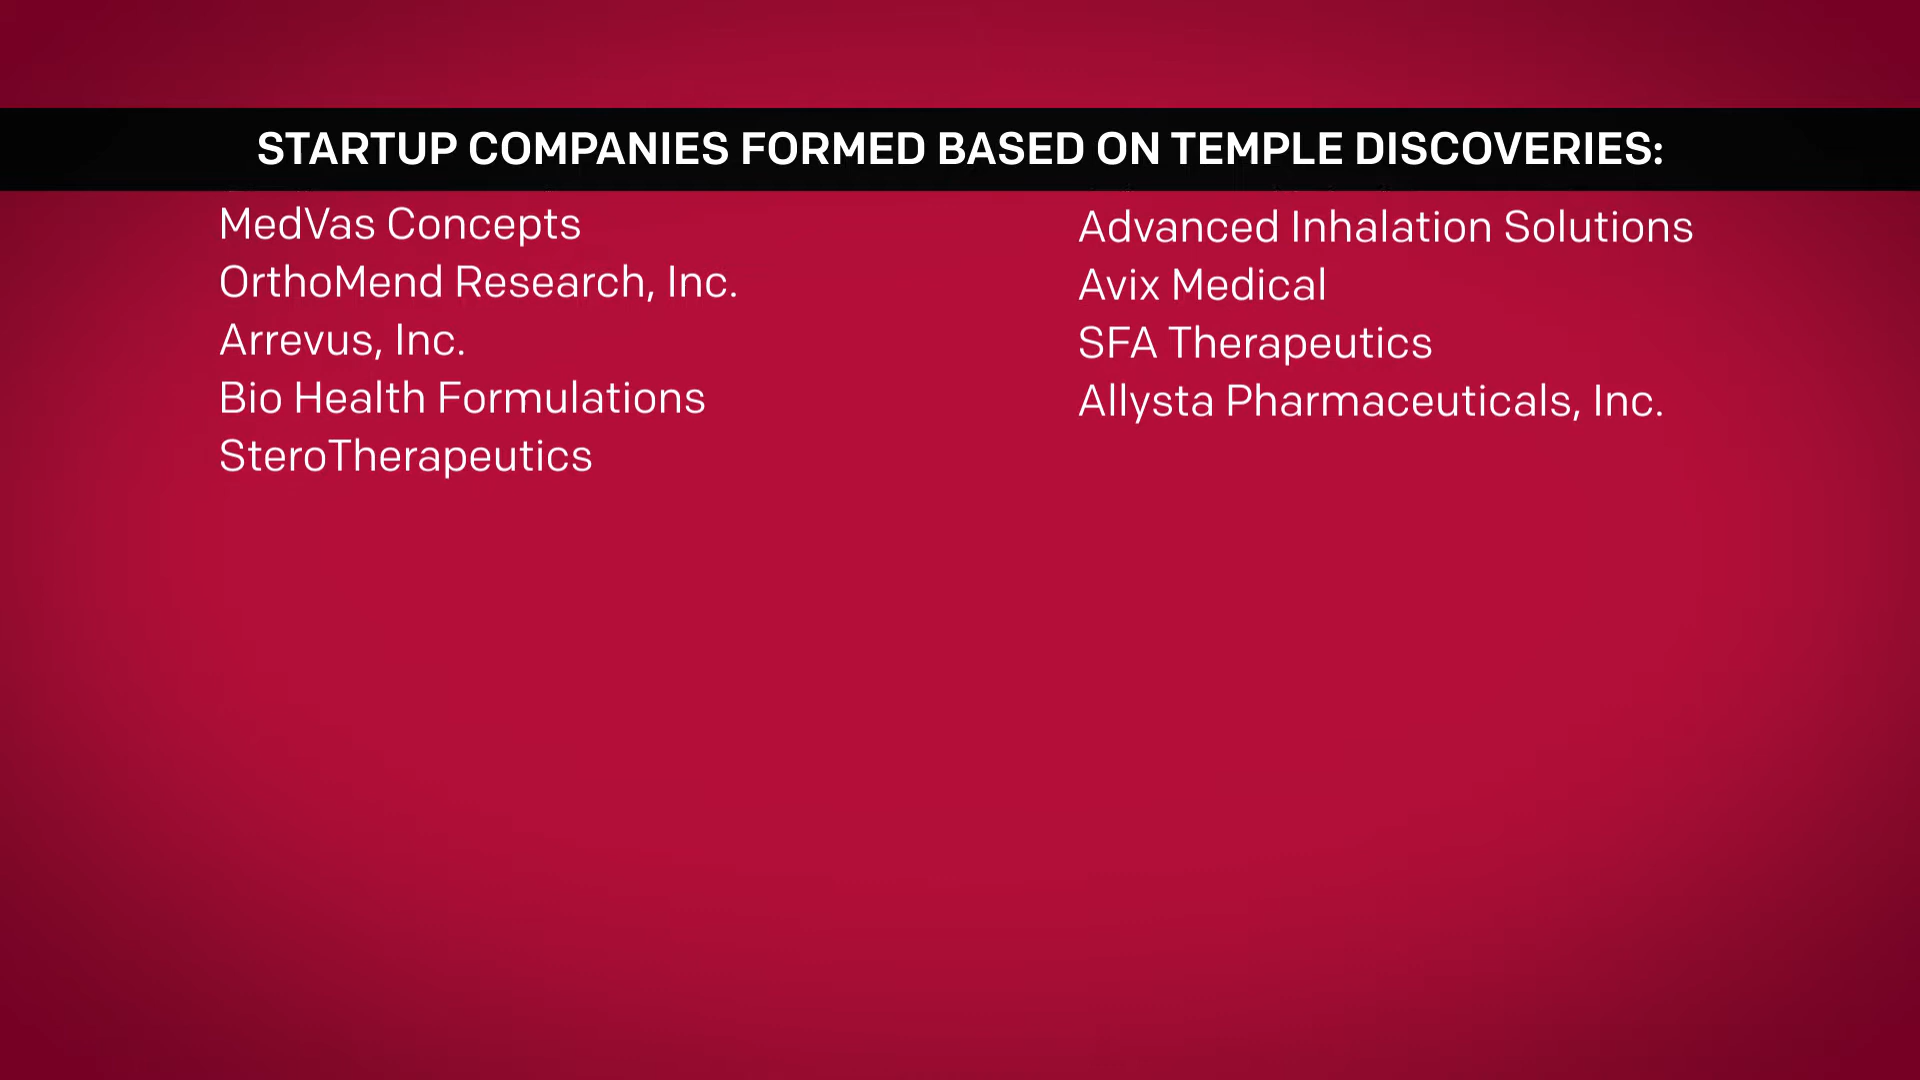 STARTUP COMPANIES FORMED BASED ON TEMPLE DISCOVERIES:
MedVas Concepts
OrthoMend Research, Inc.
Arrevus, Inc.
Bio Health Formulations
SteroTherapeutics
Advanced Inhalation Solutions
Avix Medical
SFA Therapeutics
Allysta Pharmaceuticals, Inc.